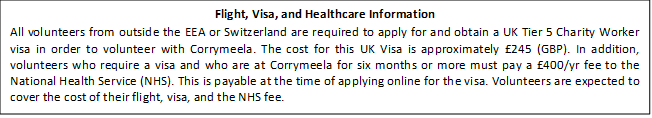 Flight, Visa, and Healthcare Information
All volunteers from outside the EEA or Switzerland are required to apply for and obtain a UK Tier 5 Charity Worker
visa in order to volunteer with Corrymeela. The cost for this UK Visa is approximately £245 (GBP). In addition,
volunteers who require a visa and who are at Corrymeela for six months or more must pay a £400/yr fee to the
National Health Service (NHS). This is payable at the time of applying online for the visa. Volunteers are expected to
cover the cost of their flight, visa, and the NHS fee.